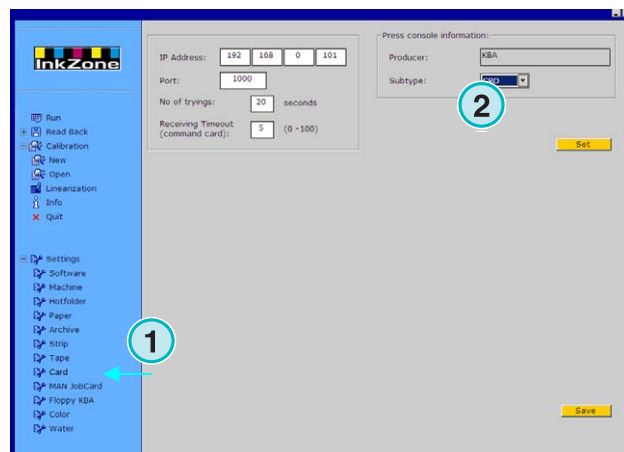 InkZone
Run
Read Back
Calibration
New
Open
Linearization
Info
Quit
Settings
Software
Machine
Hotfolder
Paper
Archive
Strip
Tape
Card
MAN JobCard
Floppy KBA
Color
Water
1
IP Address: 192 168 0 101
Port: 1000
No of tryings: 20 seconds
Receiving Timeout
(command card): 5 (0 -100)
Press console information:
Producer: KBA
Subtype:
2
Set
Save